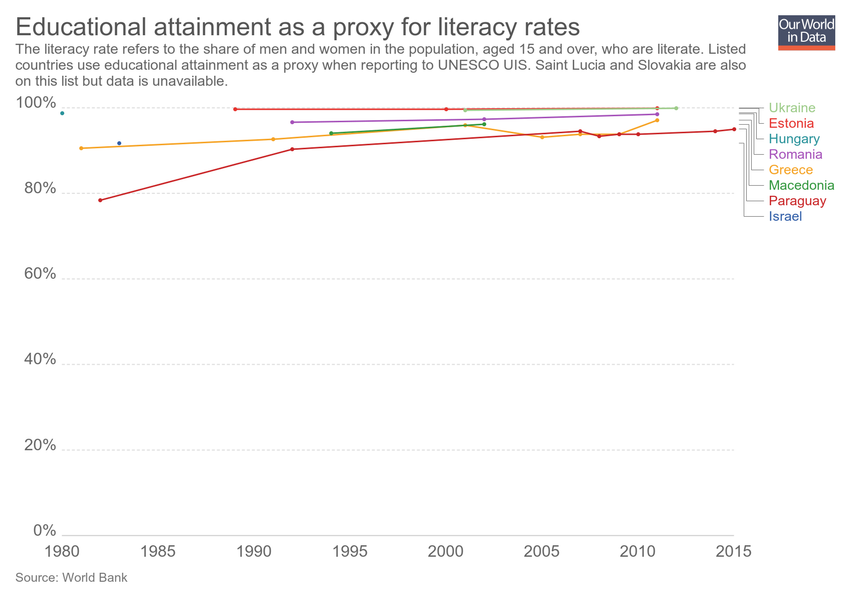 Educational attainment as a proxy for literacy rates
Our World
in Data
The literacy rate refers to the share of men and women in the population, aged 15 and over, who are literate. Listed
countries use educational attainment as a proxy when reporting to UNESCO UIS. Saint Lucia and Slovakia are also
on this list but data is unavailable.
100%
80%
60%
40%
20%
0%
1980
1985
1990
1995
2000
2005
2010
2015
Ukraine
Estonia
Hungary
Romania
Greece
Macedonia
Paraguay
Israel
Source: World Bank